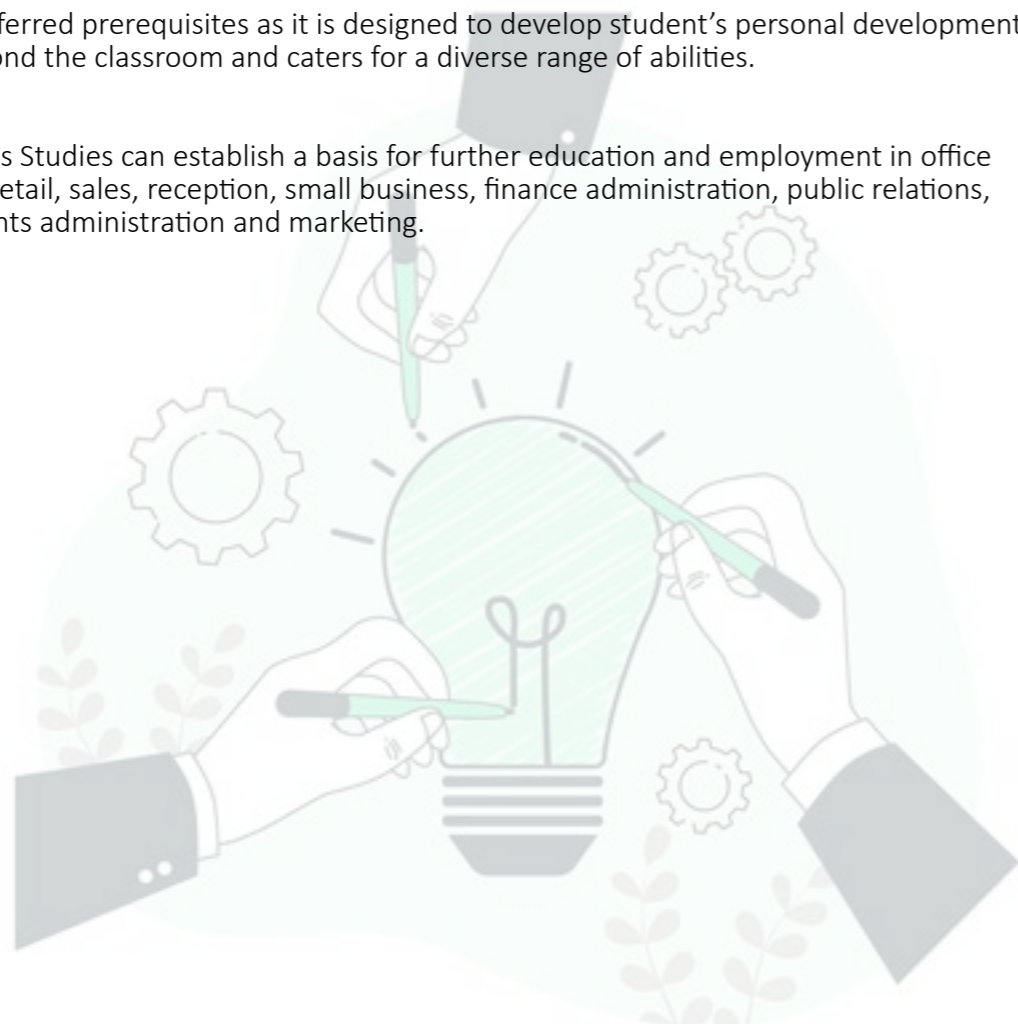 ferred prerequisites as it is designed to develop student’s personal development
ond the classroom and caters for a diverse range of abilities.
s Studies can establish a basis for further education and employment in office
etail, sales, reception, small business, finance administration, public relations,
nts administration and marketing.